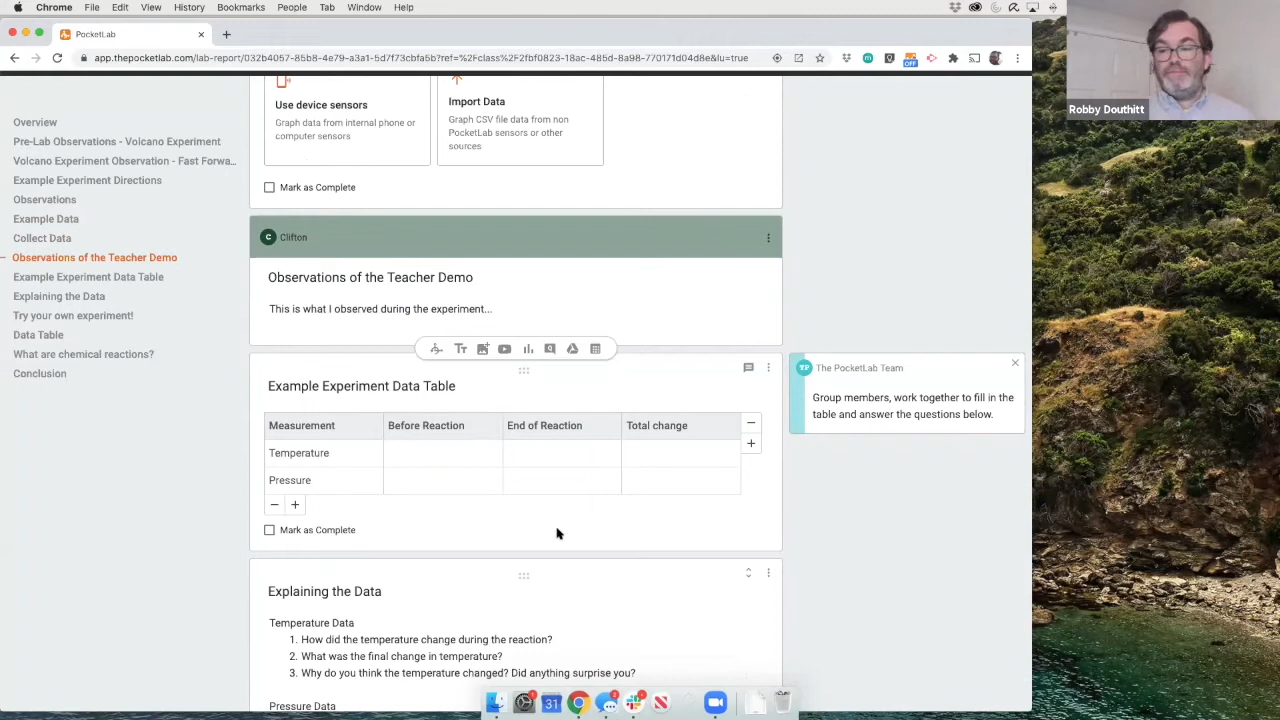 Chrome File Edit View History Bookmarks People Tab Window Help
PocketLab
app.thepocketlab.com/lab-report/032b4057-85b8-4e79-a3a1-5d7f73cbfa5b?ref=%2Fclass%2F2fbf0823-18ac-485d-8a98-770171d04d8e&lu=true
OFF
Robby Douthitt
Overview
Pre-Lab Observations - Volcano Experiment
Volcano Experiment Observation - Fast Forwa...
Example Experiment Directions
Observations
Example Data
Collect Data
Observations of the Teacher Demo
Example Experiment Data Table
Explaining the Data
Try your own experiment!
Data Table
What are chemical reactions?
Conclusion
Use device sensors
Graph data from internal phone or
computer sensors
Import Data
Graph CSV file data from non
PocketLab sensors or other
sources
Mark as Complete
C Clifton
Observations of the Teacher Demo
This is what I observed during the experiment...
Example Experiment Data Table
Measurement Before Reaction End of Reaction Total change
Temperature
Pressure
Mark as Complete
The PocketLab Team
Group members, work together to fill in the
table and answer the questions below.
Explaining the Data
Temperature Data
1. How did the temperature change during the reaction?
2. What was the final change in temperature?
3. Why do you think the temperature changed? Did anything surprise you?
Pressure Data
31